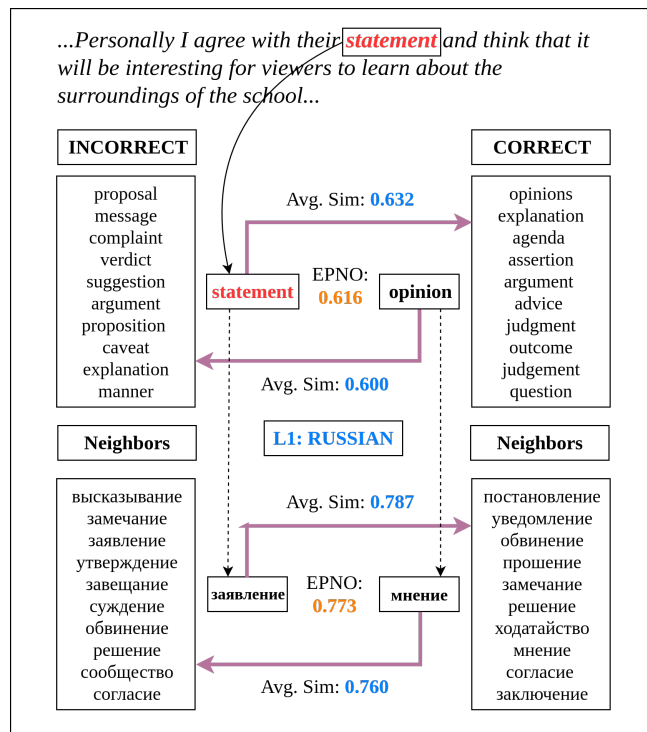 ...Personally I agree with their statement and think that it
will be interesting for viewers to learn about the
surroundings of the school...
INCORRECT
CORRECT
proposal
message
complaint
verdict
suggestion
argument
proposition
caveat
explanation
manner
Avg. Sim: 0.632
statement
EPNO:
0.616
opinion
Avg. Sim: 0.600
opinions
explanation
agenda
assertion
argument
advice
judgment
outcome
judgement
question
L1: RUSSIAN
Neighbors
Neighbors
высказывание
замечание
заявление
утверждение
завещание
суждение
обвинение
решение
сообщество
согласие
Avg. Sim: 0.787
заявление
EPNO:
0.773
мнение
Avg. Sim: 0.760
постановление
уведомление
обвинение
прошение
замечание
решение
ходатайство
мнение
согласие
заключение